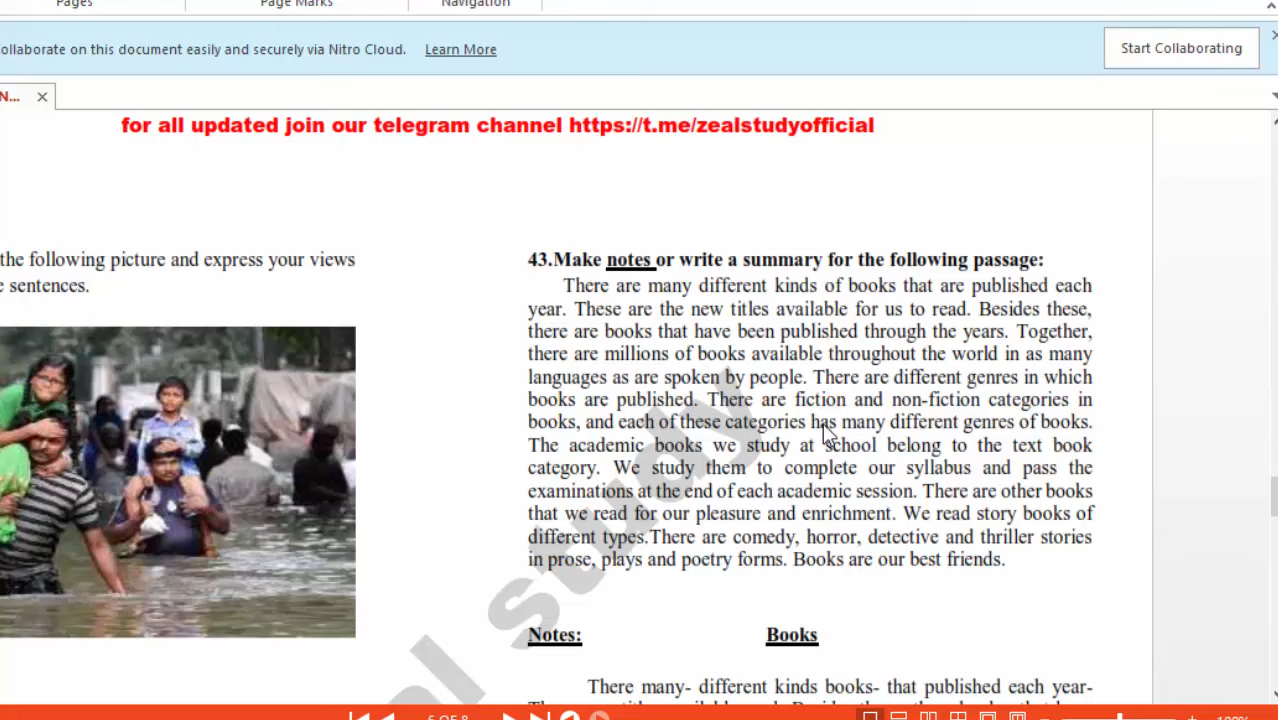 Pages Page Marks Navigation
ollaborate on this document easily and securely via Nitro Cloud. Learn More
Start Collaborating
N...
for all updated join our telegram channel https://t.me/zealstudyofficial
the following picture and express your views
e sentences.
43.Make notes or write a summary for the following passage:
There are many different kinds of books that are published each
year. These are the new titles available for us to read. Besides these,
there are books that have been published through the years. Together,
there are millions of books available throughout the world in as many
languages as are spoken by people. There are different genres in which
books are published. There are fiction and non-fiction categories in
books, and each of these categories has many different genres of books.
The academic books we study at school belong to the text book
category. We study them to complete our syllabus and pass the
examinations at the end of each academic session. There are other books
that we read for our pleasure and enrichment. We read story books of
different types.There are comedy, horror, detective and thriller stories
in prose, plays and poetry forms. Books are our best friends.
al study
Notes: Books
There many- different kinds books- that published each year-
6 OF 8